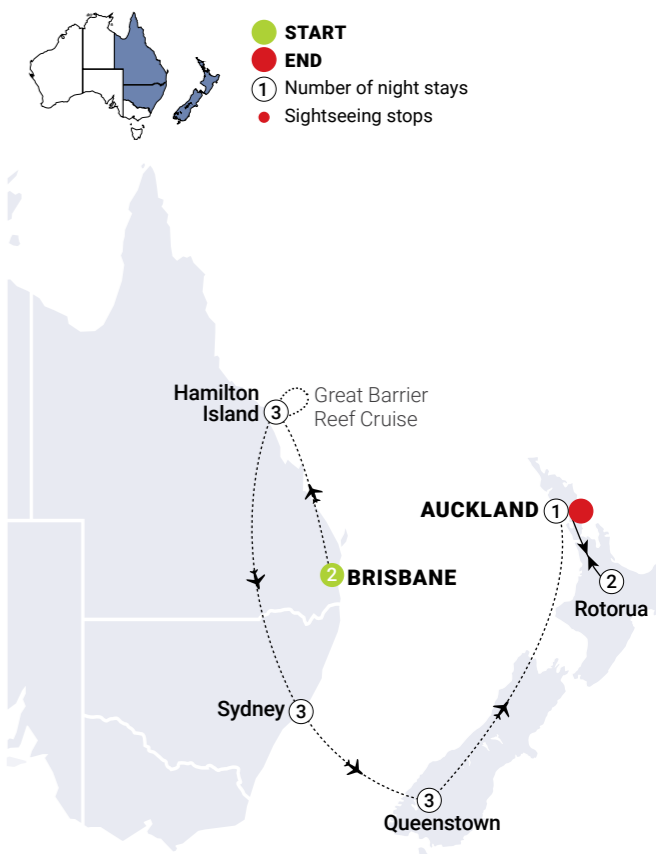 START
END
1 Number of night stays
Sightseeing stops
Hamilton
Island
3
Great Barrier
Reef Cruise
AUCKLAND
1
2
BRISBANE
2
Rotorua
Sydney
3
3
Queenstown